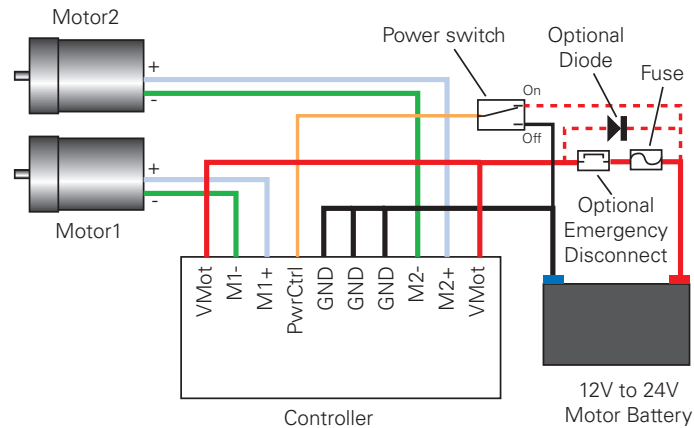 Motor2
+
-
+
-
Motor1
Power switch
On
Off
Optional
Diode
Fuse
Optional
Emergency
Disconnect
VMot
M1-
M1+
PwrCtrl
GND
GND
GND
M2-
M2+
VMot
Controller
12V to 24V
Motor Battery